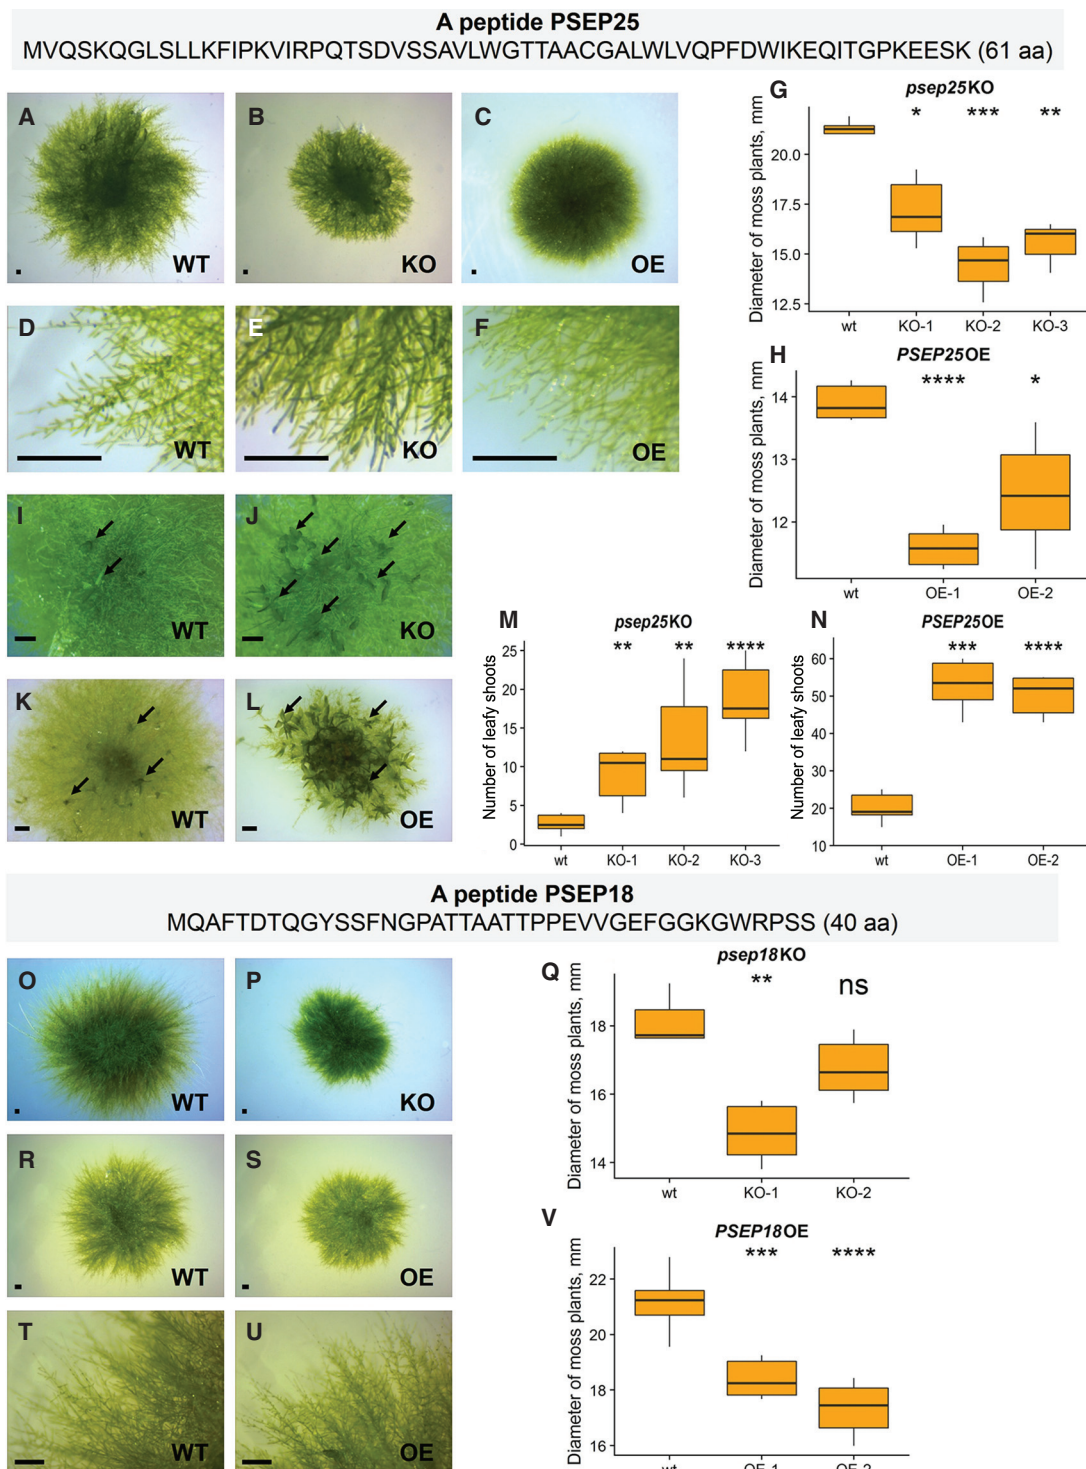 A peptide PSEP25
MVQSKQGLSLLKFIPKVIRPQTSDVSSAVLWGTTAACGALWLVQPFDWIKEQITGPKEESK (61 aa)
A
WT
B
KO
C
OE
D
WT
E
KO
F
OE
G
psep25KO
* *** **
Diameter of moss plants, mm
20.0
17.5
15.0
12.5
wt KO-1 KO-2 KO-3
H
PSEP25OE
**** *
Diameter of moss plants, mm
14
13
12
wt OE-1 OE-2
I
WT
J
KO
K
WT
L
OE
M
psep25KO
** ** ****
Number of leafy shoots
25
20
15
10
5
0
wt KO-1 KO-2 KO-3
N
PSEP25OE
*** ****
Number of leafy shoots
60
50
40
30
20
10
wt OE-1 OE-2
A peptide PSEP18
MQAFTDTQGYSSFNGPATTAATTPPEVVGEFGGKGWRPSS (40 aa)
O
WT
P
KO
Q
psep18KO
** ns
Diameter of moss plants, mm
18
16
14
wt KO-1 KO-2
R
WT
S
OE
T
WT
U
OE
V
PSEP18OE
*** ****
Diameter of moss plants, mm
22
20
18
16
wt OE-1 OE-2